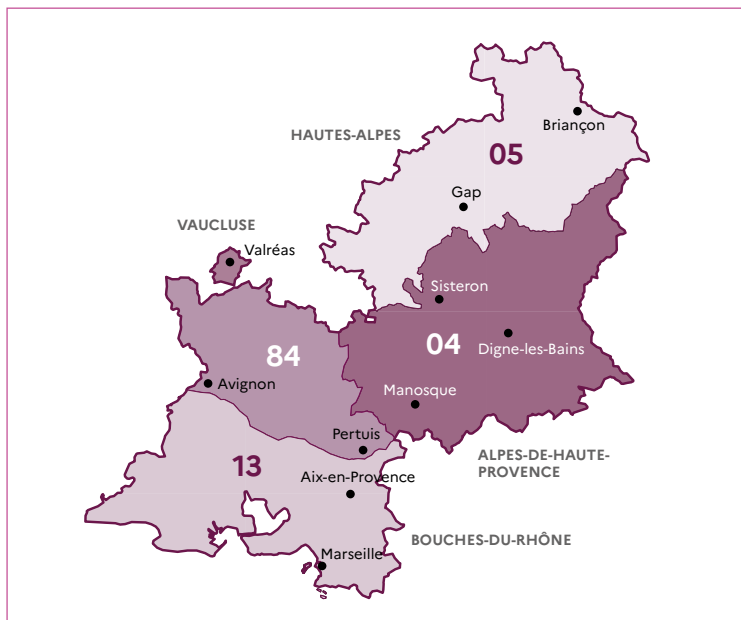 Briançon
HAUTES-ALPES
05
Gap
VAUCLUSE
Valréas
Sisteron
84
04
Digne-les-Bains
Avignon
Manosque
Pertuis
13
Aix-en-Provence
ALPES-DE-HAUTE-
PROVENCE
BOUCHES-DU-RHÔNE
Marseille